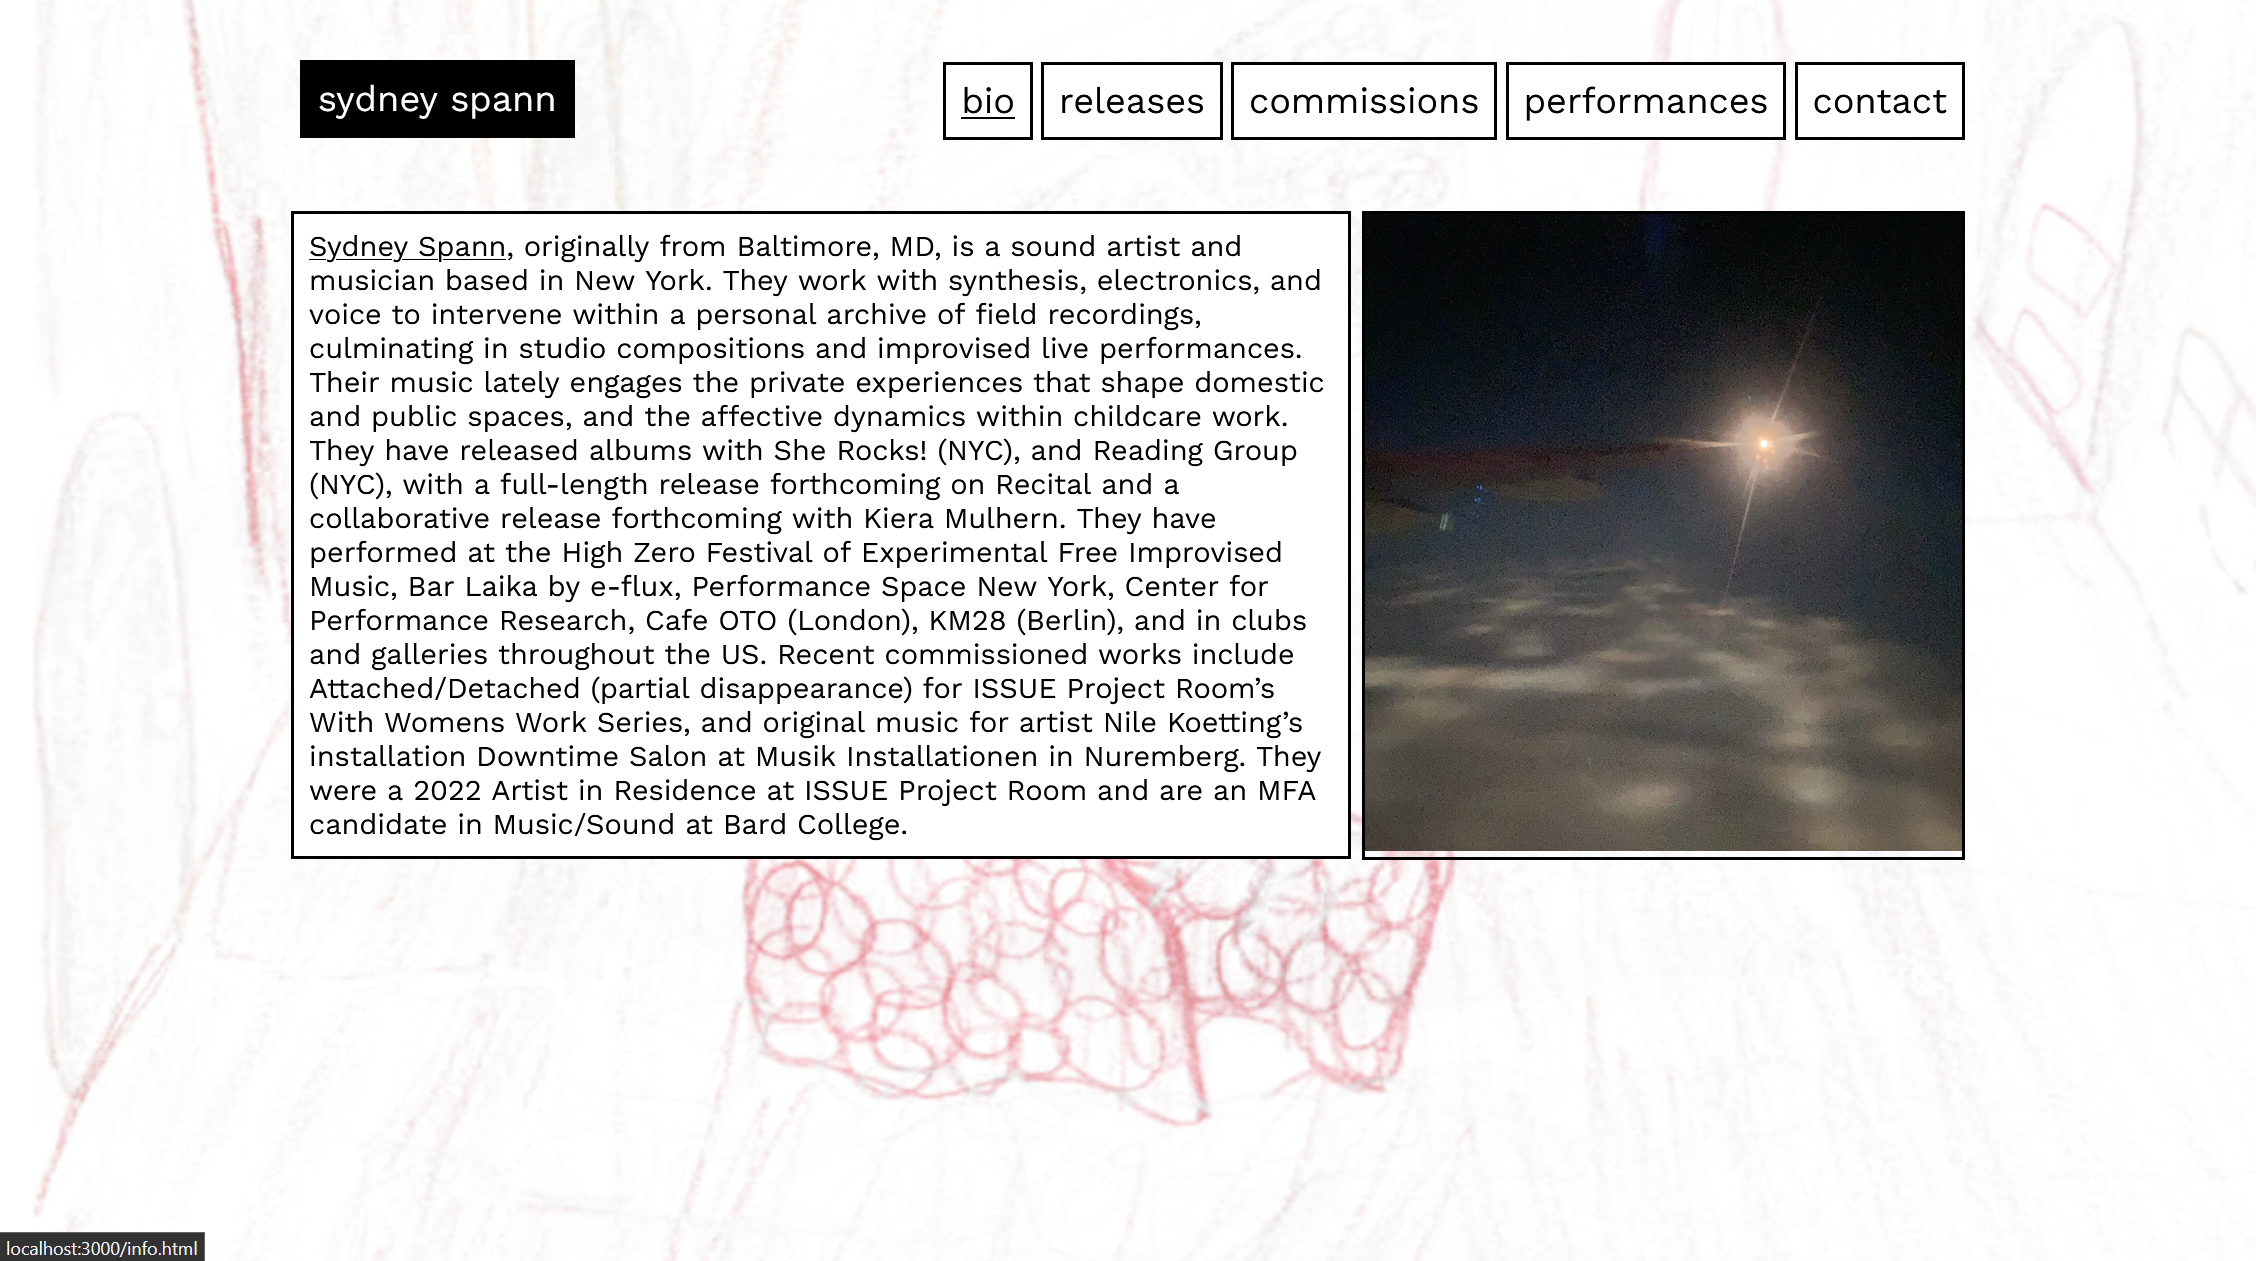 sydney spann
bio
releases
commissions
performances
contact
Sydney Spann, originally from Baltimore, MD, is a sound artist and
musician based in New York. They work with synthesis, electronics, and
voice to intervene within a personal archive of field recordings,
culminating in studio compositions and improvised live performances.
Their music lately engages the private experiences that shape domestic
and public spaces, and the affective dynamics within childcare work.
They have released albums with She Rocks! (NYC), and Reading Group
(NYC), with a full-length release forthcoming on Recital and a
collaborative release forthcoming with Kiera Mulhern. They have
performed at the High Zero Festival of Experimental Free Improvised
Music, Bar Laika by e-flux, Performance Space New York, Center for
Performance Research, Cafe OTO (London), KM28 (Berlin), and in clubs
and galleries throughout the US. Recent commissioned works include
Attached/Detached (partial disappearance) for ISSUE Project Room’s
With Womens Work Series, and original music for artist Nile Koetting’s
installation Downtime Salon at Musik Installationen in Nuremberg. They
were a 2022 Artist in Residence at ISSUE Project Room and are an MFA
candidate in Music/Sound at Bard College.
localhost:3000/info.html